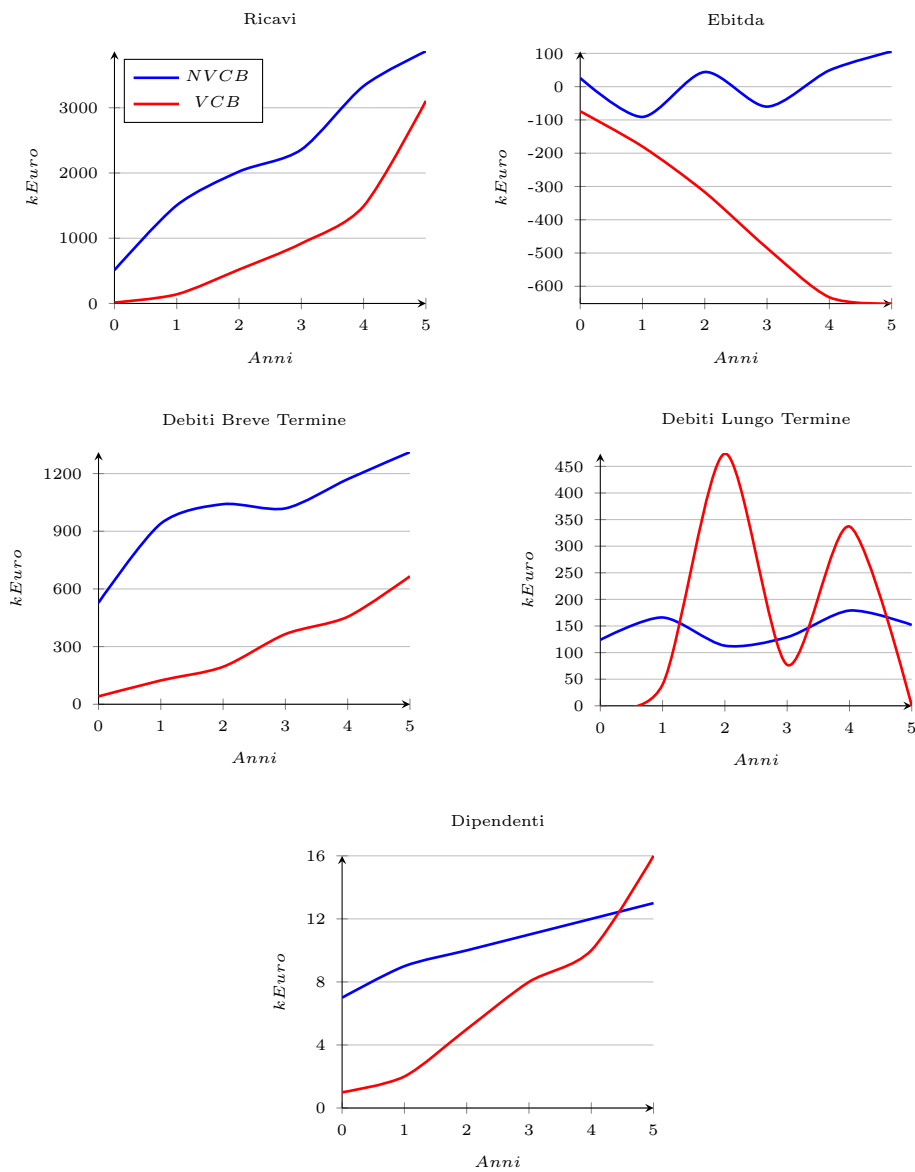 Ricavi
NVCB
VCB
3000
2000
1000
0
0 1 2 3 4 5
kEuro
Anni
Ebitda
100
0
-100
-200
-300
-400
-500
-600
0 1 2 3 4 5
kEuro
Anni
Debiti Breve Termine
1200
900
600
300
0
0 1 2 3 4 5
kEuro
Anni
Debiti Lungo Termine
450
400
350
300
250
200
150
100
50
0
0 1 2 3 4 5
kEuro
Anni
Dipendenti
16
12
8
4
0
0 1 2 3 4 5
kEuro
Anni